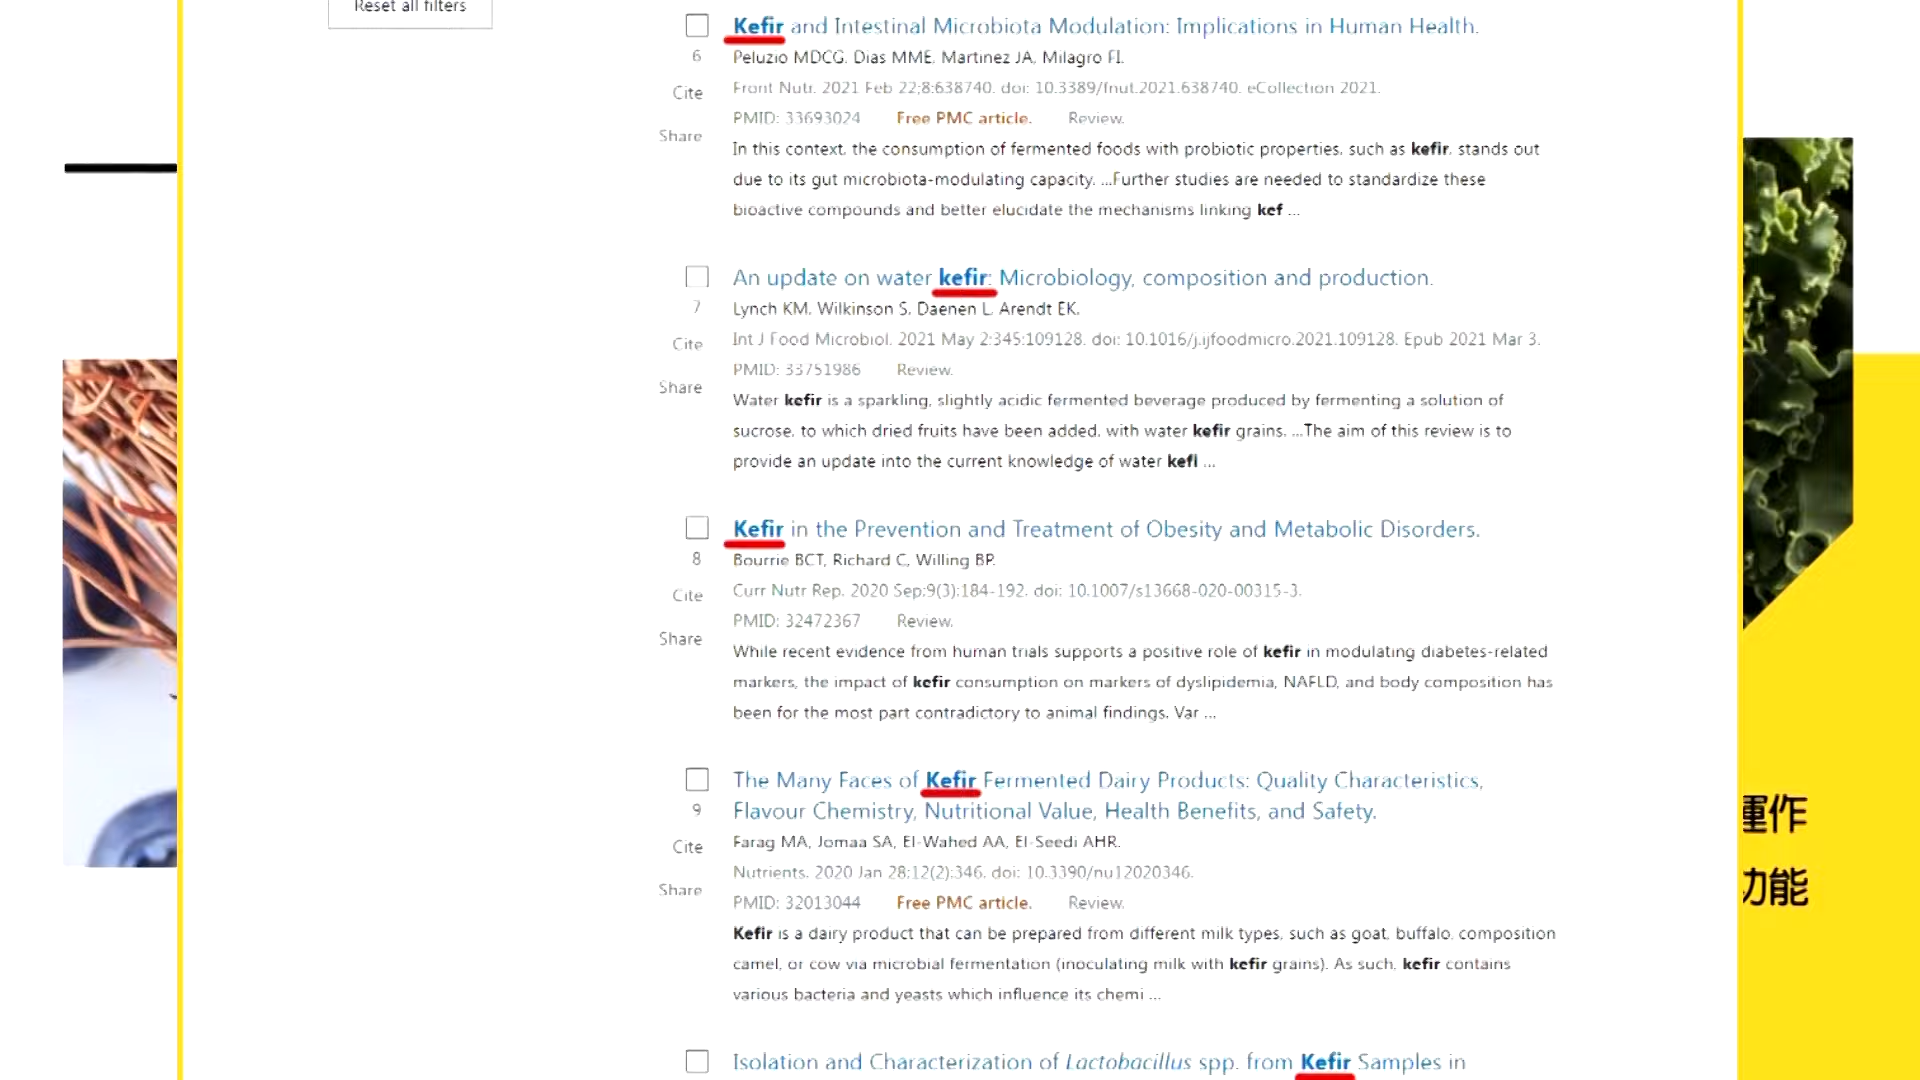 Reset all filters
Kefir and Intestinal Microbiota Modulation: Implications in Human Health.
6
Peluzio MDCG, Dias MME, Martinez JA, Milagro FI.
Cite
Front Nutr. 2021 Feb 22;8:638740. doi: 10.3389/fnut.2021.638740. eCollection 2021.
PMID: 33693024 Free PMC article. Review.
Share
In this context, the consumption of fermented foods with probiotic properties, such as kefir, stands out
due to its gut microbiota-modulating capacity. ...Further studies are needed to standardize these
bioactive compounds and better elucidate the mechanisms linking kef ...
An update on water kefir: Microbiology, composition and production.
7
Lynch KM, Wilkinson S, Daenen L, Arendt EK.
Cite
Int J Food Microbiol. 2021 May 2;345:109128. doi: 10.1016/j.ijfoodmicro.2021.109128. Epub 2021 Mar 3.
PMID: 33751986 Review.
Share
Water kefir is a sparkling, slightly acidic fermented beverage produced by fermenting a solution of
sucrose, to which dried fruits have been added, with water kefir grains. ...The aim of this review is to
provide an update into the current knowledge of water kefi ...
Kefir in the Prevention and Treatment of Obesity and Metabolic Disorders.
8
Bourrie BCT, Richard C, Willing BP.
Cite
Curr Nutr Rep. 2020 Sep;9(3):184-192. doi: 10.1007/s13668-020-00315-3.
PMID: 32472367 Review.
Share
While recent evidence from human trials supports a positive role of kefir in modulating diabetes-related
markers, the impact of kefir consumption on markers of dyslipidemia, NAFLD, and body composition has
been for the most part contradictory to animal findings. Var ...
The Many Faces of Kefir Fermented Dairy Products: Quality Characteristics,
9
Flavour Chemistry, Nutritional Value, Health Benefits, and Safety.
Cite
Farag MA, Jomaa SA, El-Wahed AA, El-Seedi AHR.
Nutrients. 2020 Jan 28;12(2):346. doi: 10.3390/nu12020346.
Share
PMID: 32013044 Free PMC article. Review.
Kefir is a dairy product that can be prepared from different milk types, such as goat, buffalo, composition
camel, or cow via microbial fermentation (inoculating milk with kefir grains). As such, kefir contains
various bacteria and yeasts which influence its chemi ...
Isolation and Characterization of Lactobacillus spp. from Kefir Samples in
運作
功能